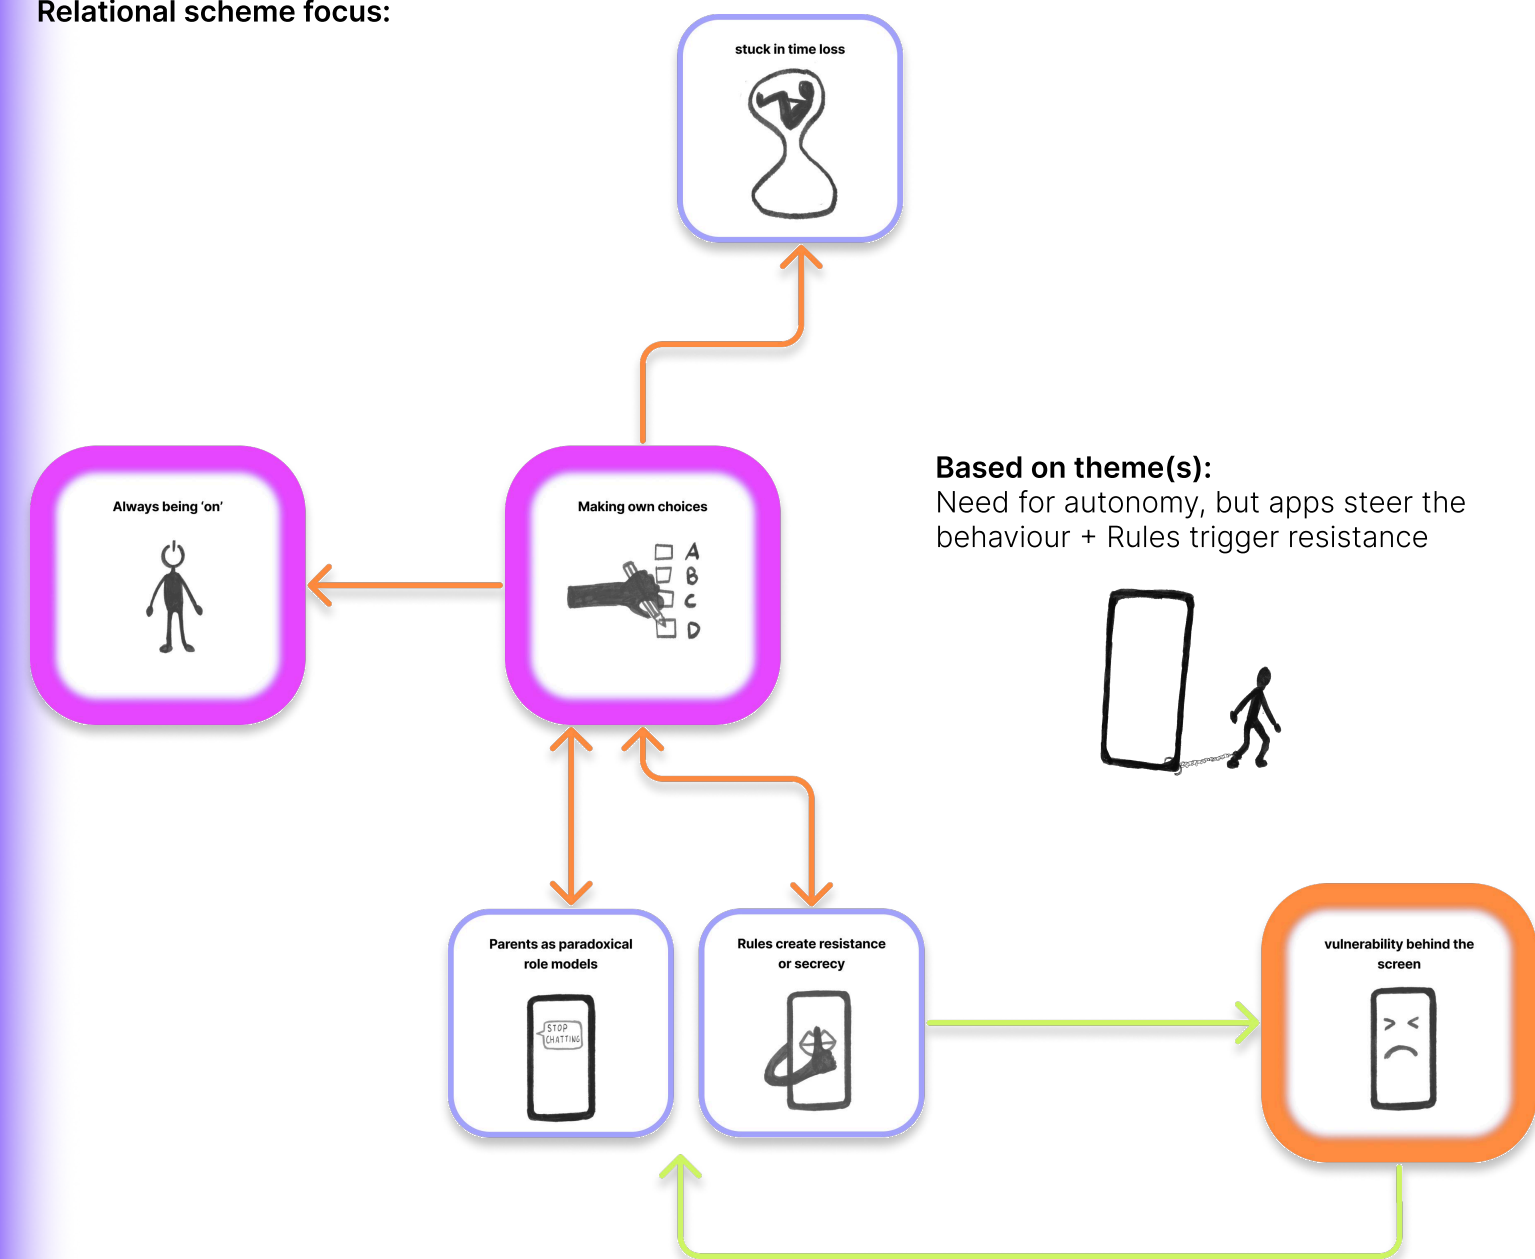 Relational scheme focus:
stuck in time loss
Always being ‘on’
Making own choices
A
B
C
D
Based on theme(s):
Need for autonomy, but apps steer the
behaviour + Rules trigger resistance
Parents as paradoxical
role models
STOP
CHATTING
Rules create resistance
or secrecy
vulnerability behind the
screen